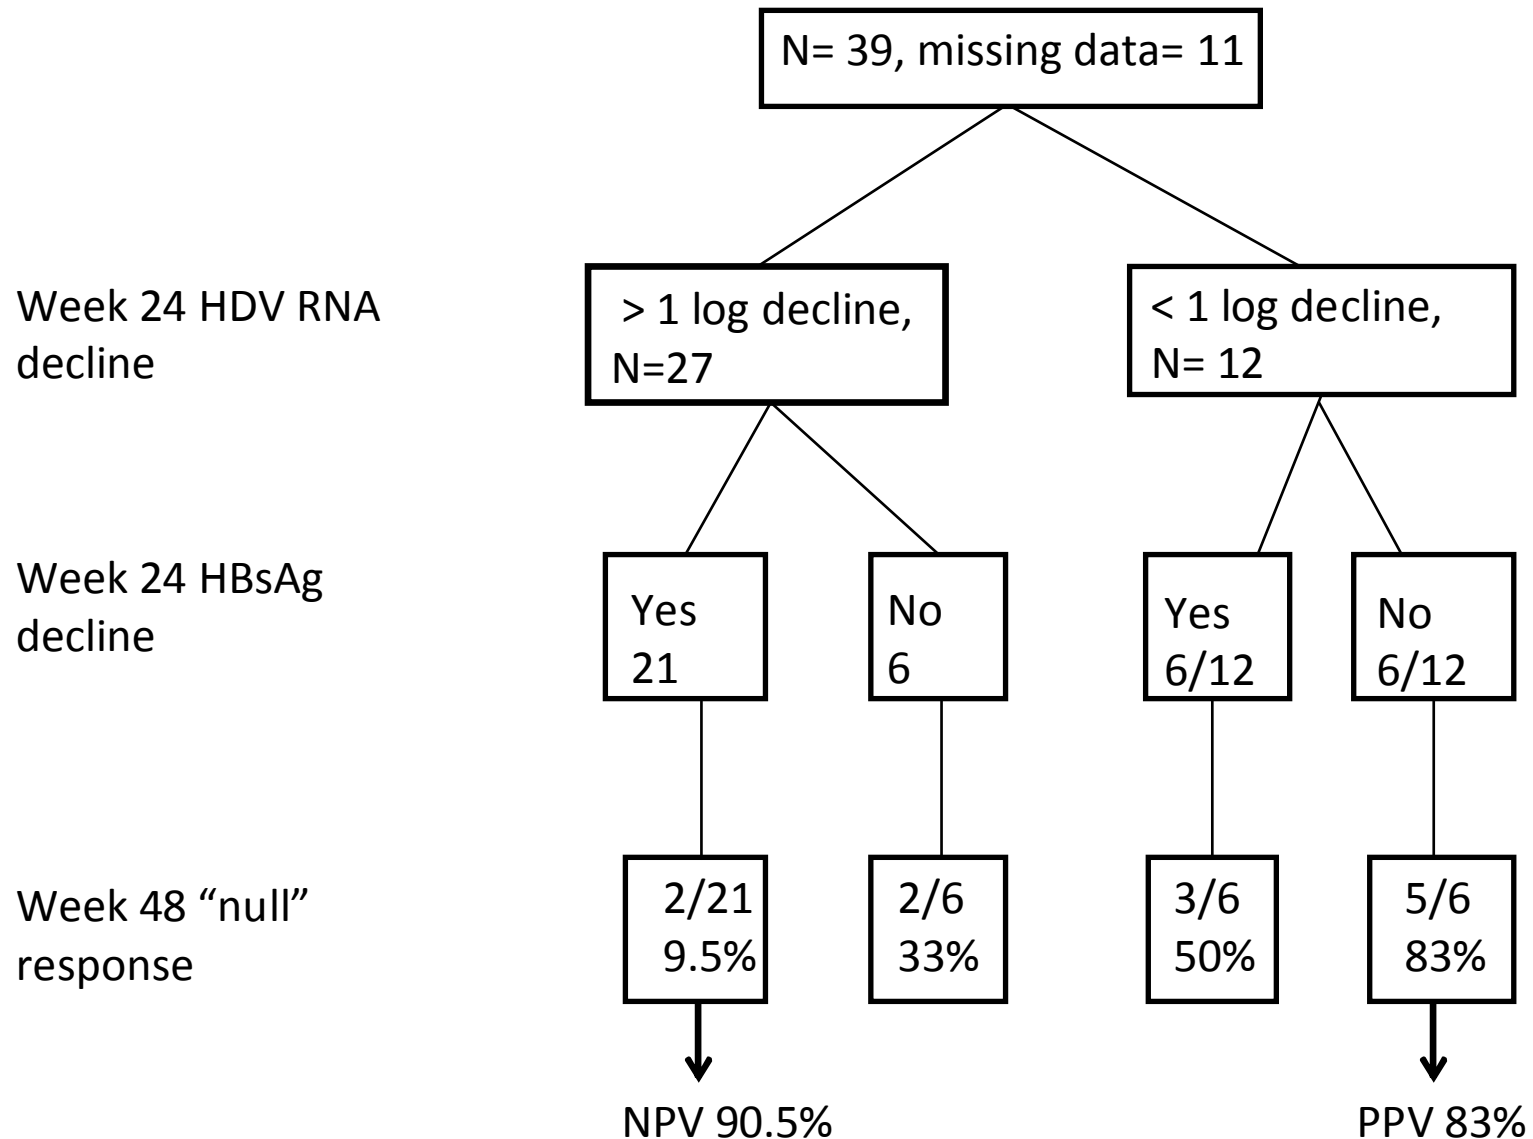 N= 39, missing data= 11
Week 24 HDV RNA
decline
> 1 log decline,
N=27
< 1 log decline,
N= 12
Week 24 HBsAg
decline
Yes
21
No
6
Yes
6/12
No
6/12
Week 48 “null”
response
2/21
9.5%
2/6
33%
3/6
50%
5/6
83%
NPV 90.5%
PPV 83%